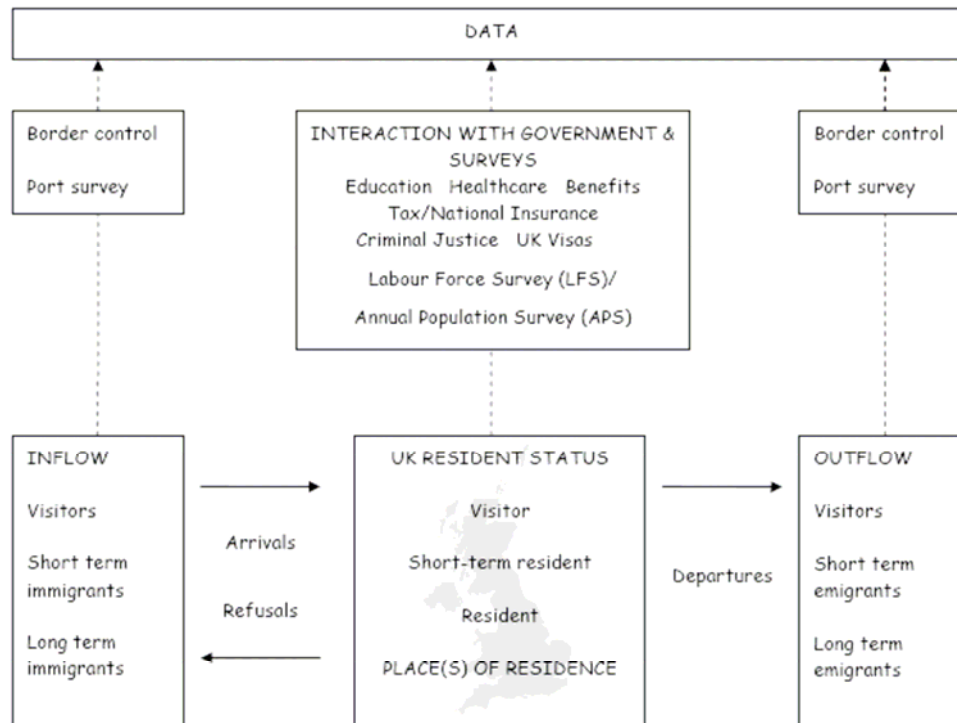 DATA
Border control
Port survey
INTERACTION WITH GOVERNMENT &
SURVEYS
Education Healthcare Benefits
Tax/National Insurance
Criminal Justice UK Visas
Labour Force Survey (LFS)/
Annual Population Survey (APS)
Border control
Port survey
INFLOW
Visitors
Short term
immigrants
Long term
immigrants
Arrivals
Refusals
UK RESIDENT STATUS
Visitor
Short-term resident
Resident
PLACE(S) OF RESIDENCE
Departures
OUTFLOW
Visitors
Short term
emigrants
Long term
emigrants